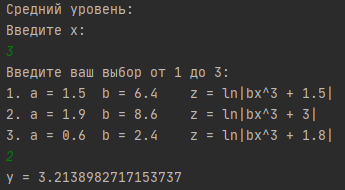 Средний уровень:
Введите x:
3
Введите ваш выбор от 1 до 3:
1. a = 1.5  b = 6.4    z = ln|bx^3 + 1.5|
2. a = 1.9  b = 8.6    z = ln|bx^3 + 3|
3. a = 0.6  b = 2.4    z = ln|bx^3 + 1.8|
2
y = 3.2138982717153737